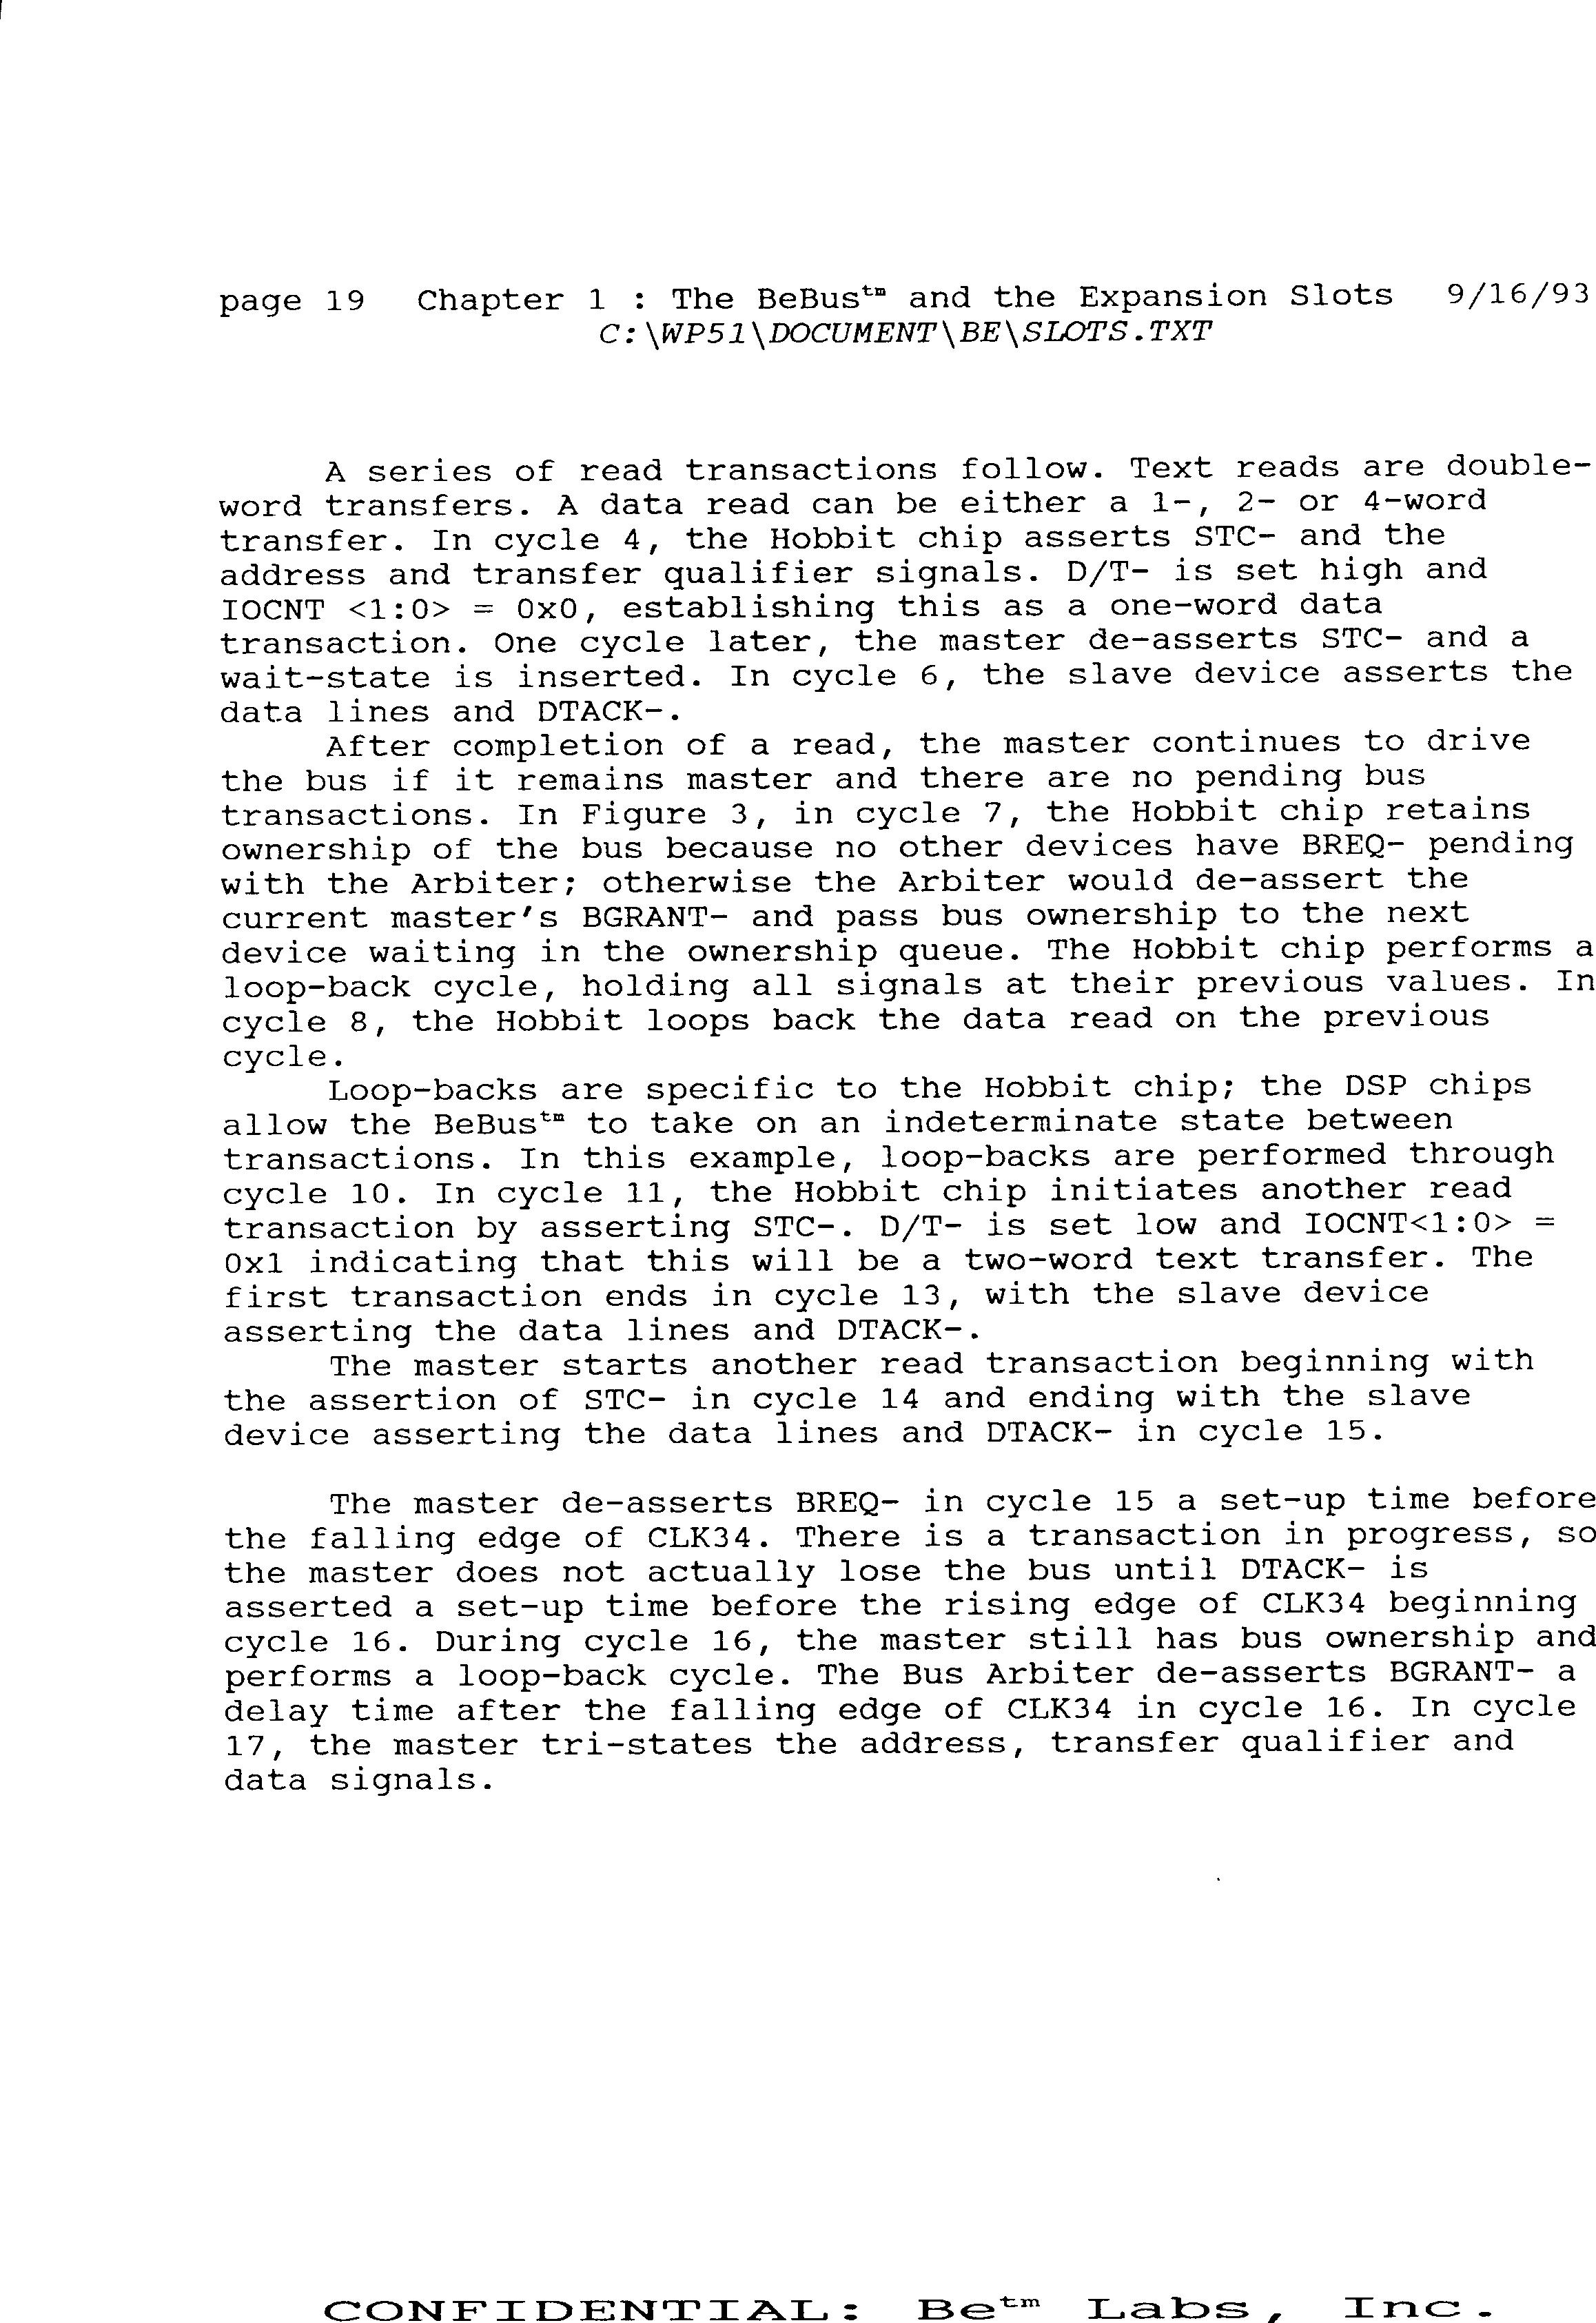 page 19  Chapter 1 : The BeBus™ and the Expansion Slots  9/16/93
C:\WP51\DOCUMENT\BE\SLOTS.TXT
A series of read transactions follow. Text reads are double-
word transfers. A data read can be either a 1-, 2- or 4-word
transfer. In cycle 4, the Hobbit chip asserts STC- and the
address and transfer qualifier signals. D/T- is set high and
IOCNT <1:0> = 0x0, establishing this as a one-word data
transaction. One cycle later, the master de-asserts STC- and a
wait-state is inserted. In cycle 6, the slave device asserts the
data lines and DTACK-.
After completion of a read, the master continues to drive
the bus if it remains master and there are no pending bus
transactions. In Figure 3, in cycle 7, the Hobbit chip retains
ownership of the bus because no other devices have BREQ- pending
with the Arbiter; otherwise the Arbiter would de-assert the
current master's BGRANT- and pass bus ownership to the next
device waiting in the ownership queue. The Hobbit chip performs a
loop-back cycle, holding all signals at their previous values. In
cycle 8, the Hobbit loops back the data read on the previous
cycle.
Loop-backs are specific to the Hobbit chip; the DSP chips
allow the BeBus™ to take on an indeterminate state between
transactions. In this example, loop-backs are performed through
cycle 10. In cycle 11, the Hobbit chip initiates another read
transaction by asserting STC-. D/T- is set low and IOCNT<1:0> =
0x1 indicating that this will be a two-word text transfer. The
first transaction ends in cycle 13, with the slave device
asserting the data lines and DTACK-.
The master starts another read transaction beginning with
the assertion of STC- in cycle 14 and ending with the slave
device asserting the data lines and DTACK- in cycle 15.
The master de-asserts BREQ- in cycle 15 a set-up time before
the falling edge of CLK34. There is a transaction in progress, so
the master does not actually lose the bus until DTACK- is
asserted a set-up time before the rising edge of CLK34 beginning
cycle 16. During cycle 16, the master still has bus ownership and
performs a loop-back cycle. The Bus Arbiter de-asserts BGRANT- a
delay time after the falling edge of CLK34 in cycle 16. In cycle
17, the master tri-states the address, transfer qualifier and
data signals.
CONFIDENTIAL: Be™ Labs, Inc.